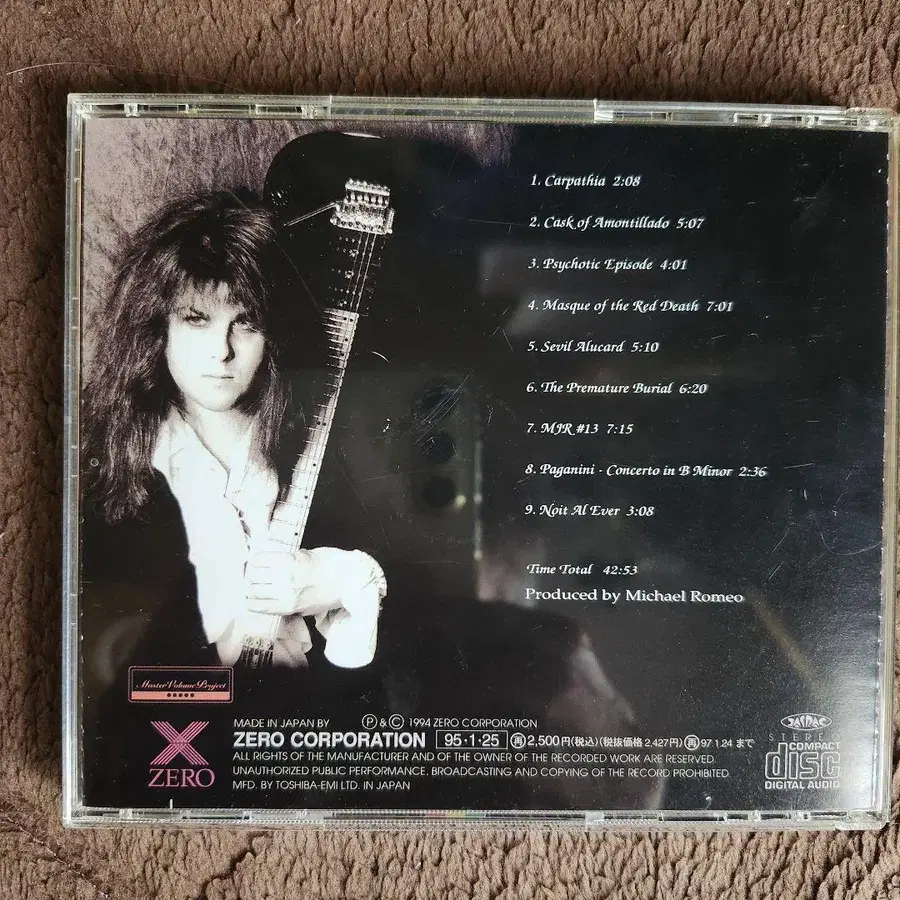 1. Carpathia 2:08
2. Cask of Amontillado 5:07
3. Psychotic Episode 4:01
4. Masque of the Red Death 7:01
5. Sevil Alucard 5:10
6. The Premature Burial 6:20
7. MJR #13 7:15
8. Paganini - Concerto in B Minor 2:36
9. Noit Al Ever 3:08
Time Total 42:53
Produced by Michael Romeo
Master Volume Project
ZERO
MADE IN JAPAN BY Ⓟ & Ⓒ 1994 ZERO CORPORATION
ZERO CORPORATION 95・1・25 ㊞2,500円(税込)(税抜価格 2,427円) 97.1.24 まで
ALL RIGHTS OF THE MANUFACTURER AND OF THE OWNER OF THE RECORDED WORK ARE RESERVED.
UNAUTHORIZED PUBLIC PERFORMANCE. BROADCASTING AND COPYING OF THE RECORD PROHIBITED.
MFD. BY TOSHIBA-EMI LTD. IN JAPAN
JASRAC
STEREO
COMPACT
disc
DIGITAL AUDIO